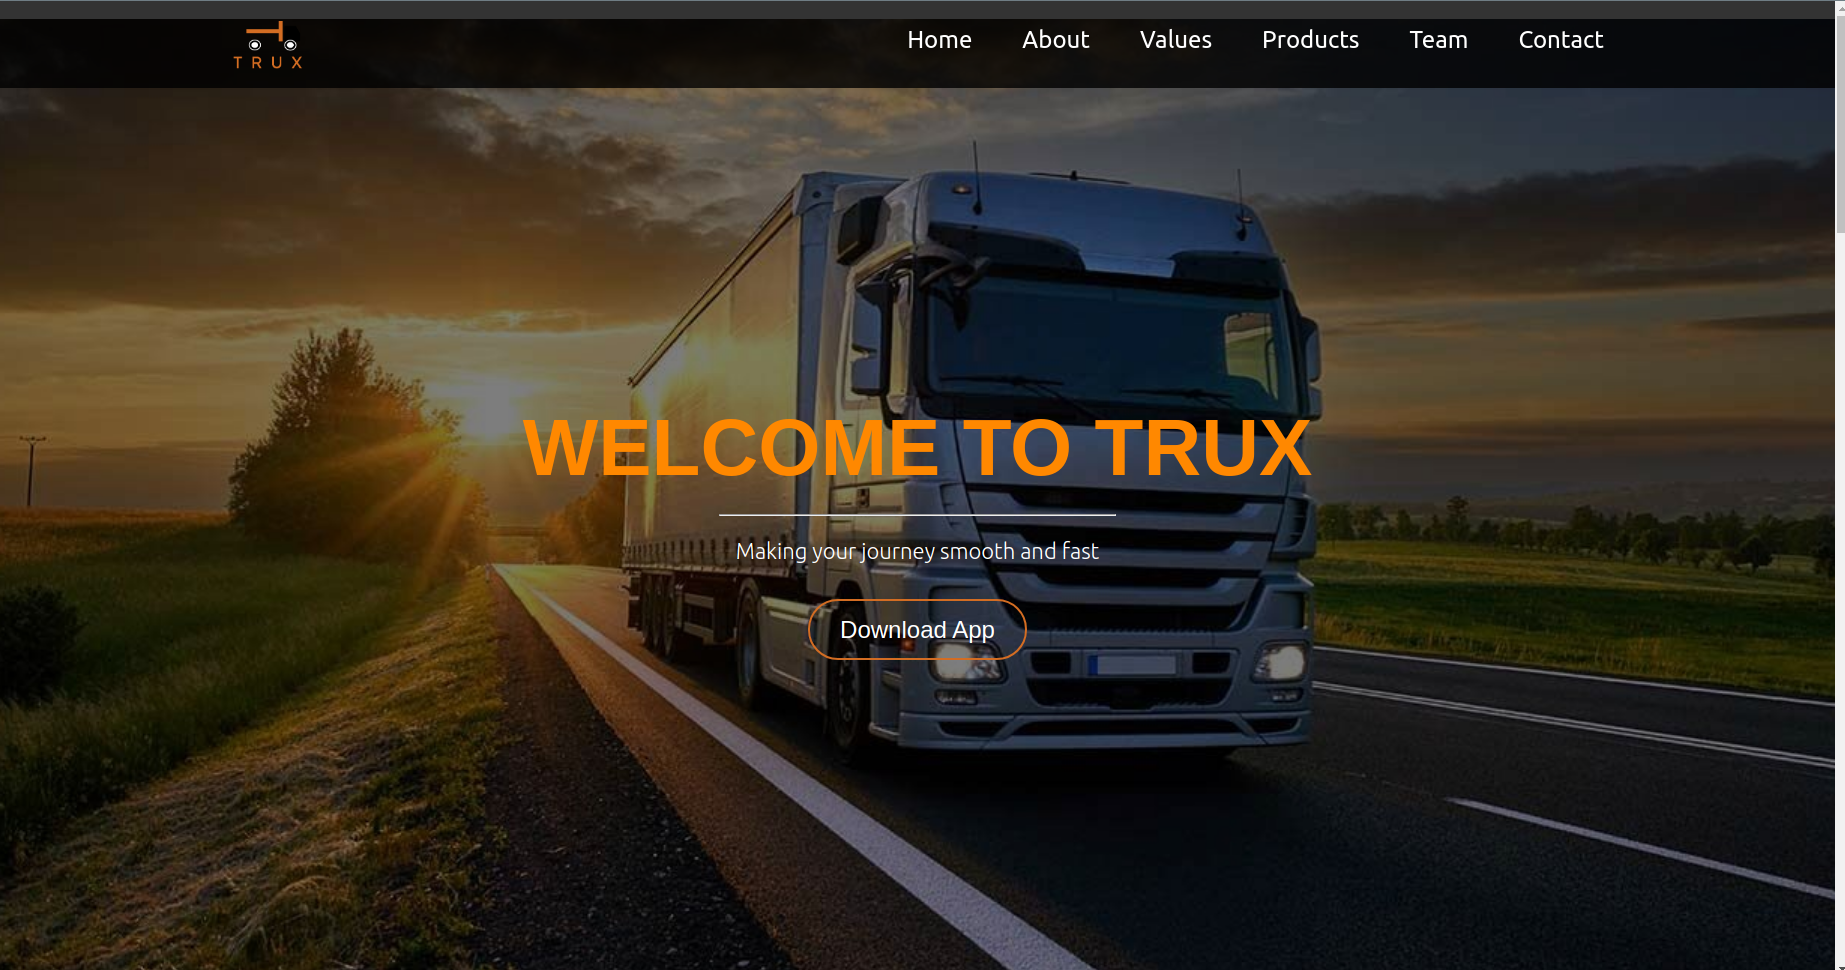 TRUX
Home About Values Products Team Contact
WELCOME TO TRUX
Making your journey smooth and fast
Download App